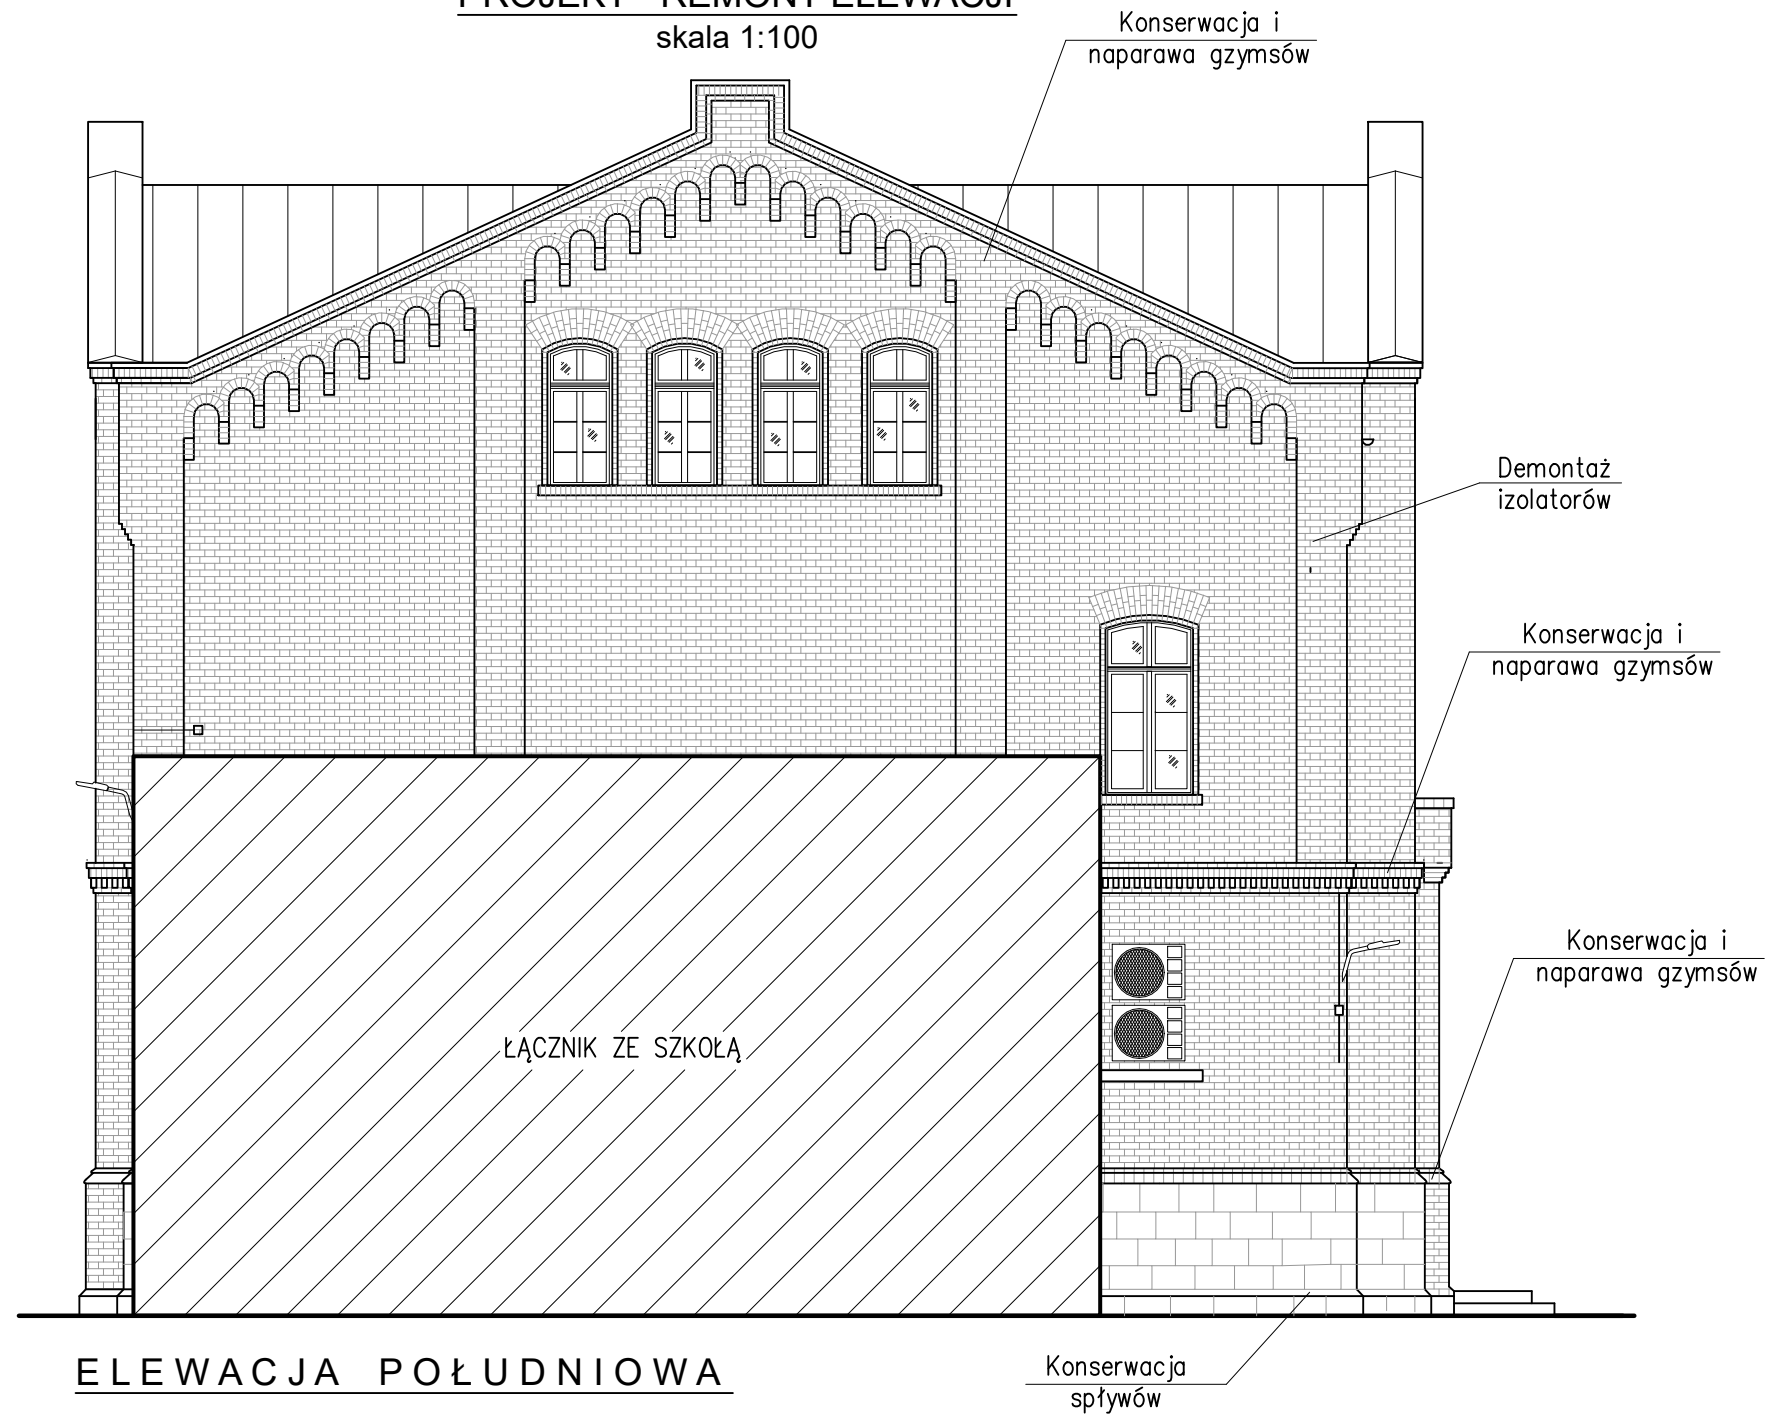 PROJEKT - REMONT ELEWACJI
skala 1:100
Konserwacja i
naparawa gzymsów
Demontaż
izolatorów
Konserwacja i
naparawa gzymsów
Konserwacja i
naparawa gzymsów
ŁĄCZNIK ZE SZKOŁĄ
ELEWACJA POŁUDNIOWA
Konserwacja
spływów